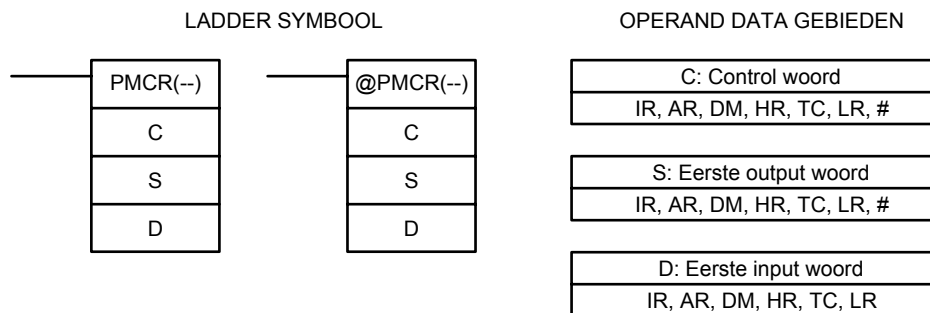 LADDER SYMBOOL
OPERAND DATA GEBIEDEN
PMCR(--)
C
S
D
@PMCR(--)
C
S
D
C: Control woord
IR, AR, DM, HR, TC, LR, #
S: Eerste output woord
IR, AR, DM, HR, TC, LR, #
D: Eerste input woord
IR, AR, DM, HR, TC, LR